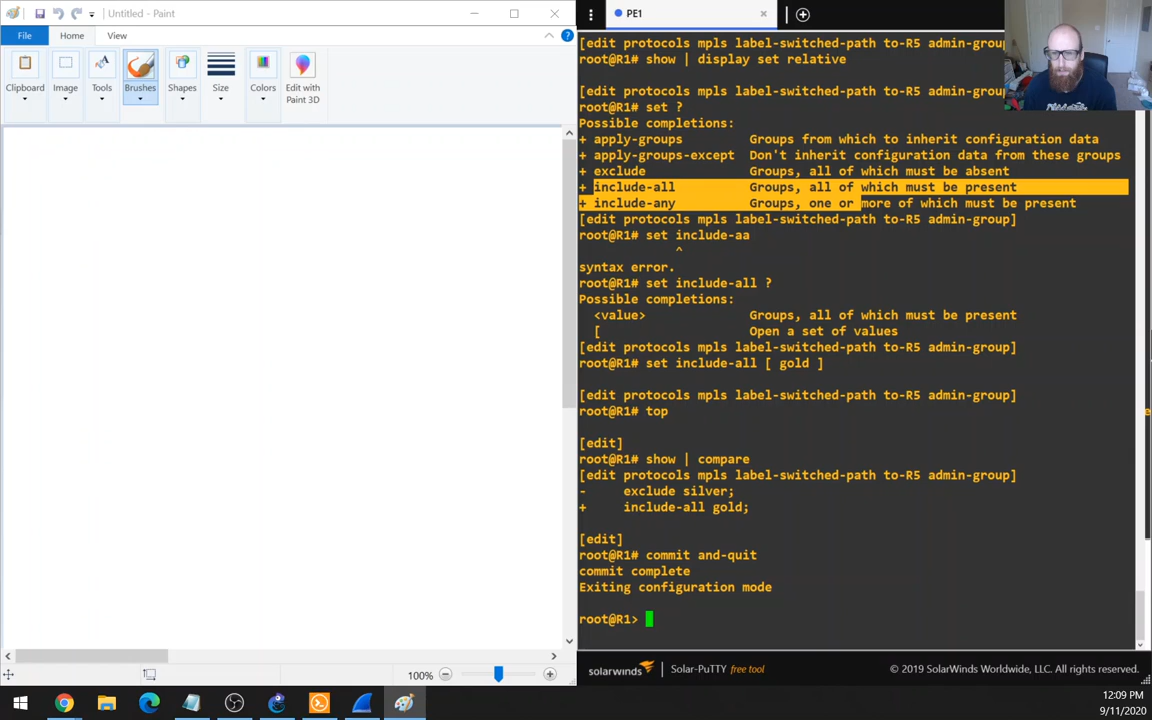 Untitled - Paint
File
Home
View
Clipboard
Image
Tools
Brushes
Shapes
Size
Colors
Edit with
Paint 3D
100%
PE1
[edit protocols mpls label-switched-path to-R5 admin-grou
root@R1# show | display set relative
[edit protocols mpls label-switched-path to-R5 admin-grou
root@R1# set ?
Possible completions:
+ apply-groups Groups from which to inherit configuration data
+ apply-groups-except Don't inherit configuration data from these groups
+ exclude Groups, all of which must be absent
+ include-all Groups, all of which must be present
+ include-any Groups, one or more of which must be present
[edit protocols mpls label-switched-path to-R5 admin-group]
root@R1# set include-aa
^
syntax error.
root@R1# set include-all ?
Possible completions:
<value> Groups, all of which must be present
[ Open a set of values
[edit protocols mpls label-switched-path to-R5 admin-group]
root@R1# set include-all [ gold ]
[edit protocols mpls label-switched-path to-R5 admin-group]
root@R1# top
[edit]
root@R1# show | compare
[edit protocols mpls label-switched-path to-R5 admin-group]
- exclude silver;
+ include-all gold;
[edit]
root@R1# commit and-quit
commit complete
Exiting configuration mode
root@R1>
solarwinds
Solar-PuTTY free tool
© 2019 SolarWinds Worldwide, LLC. All rights reserved.
12:09 PM
9/11/2020